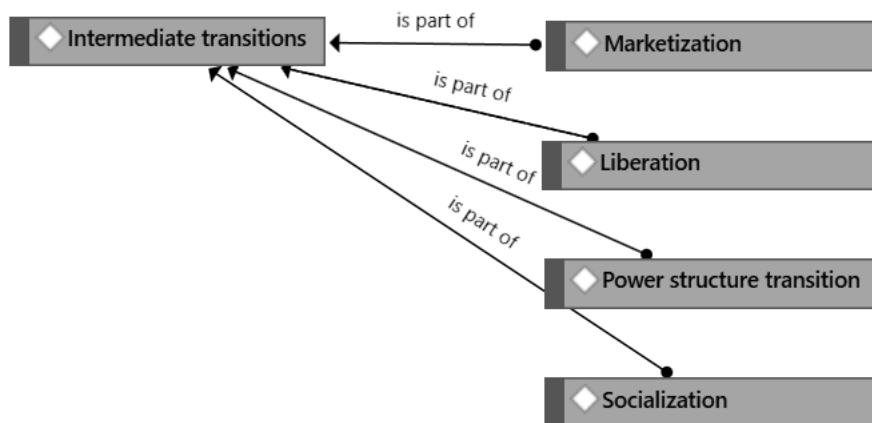 Intermediate transitions
is part of
Marketization
is part of
Liberation
is part of
Power structure transition
is part of
Socialization